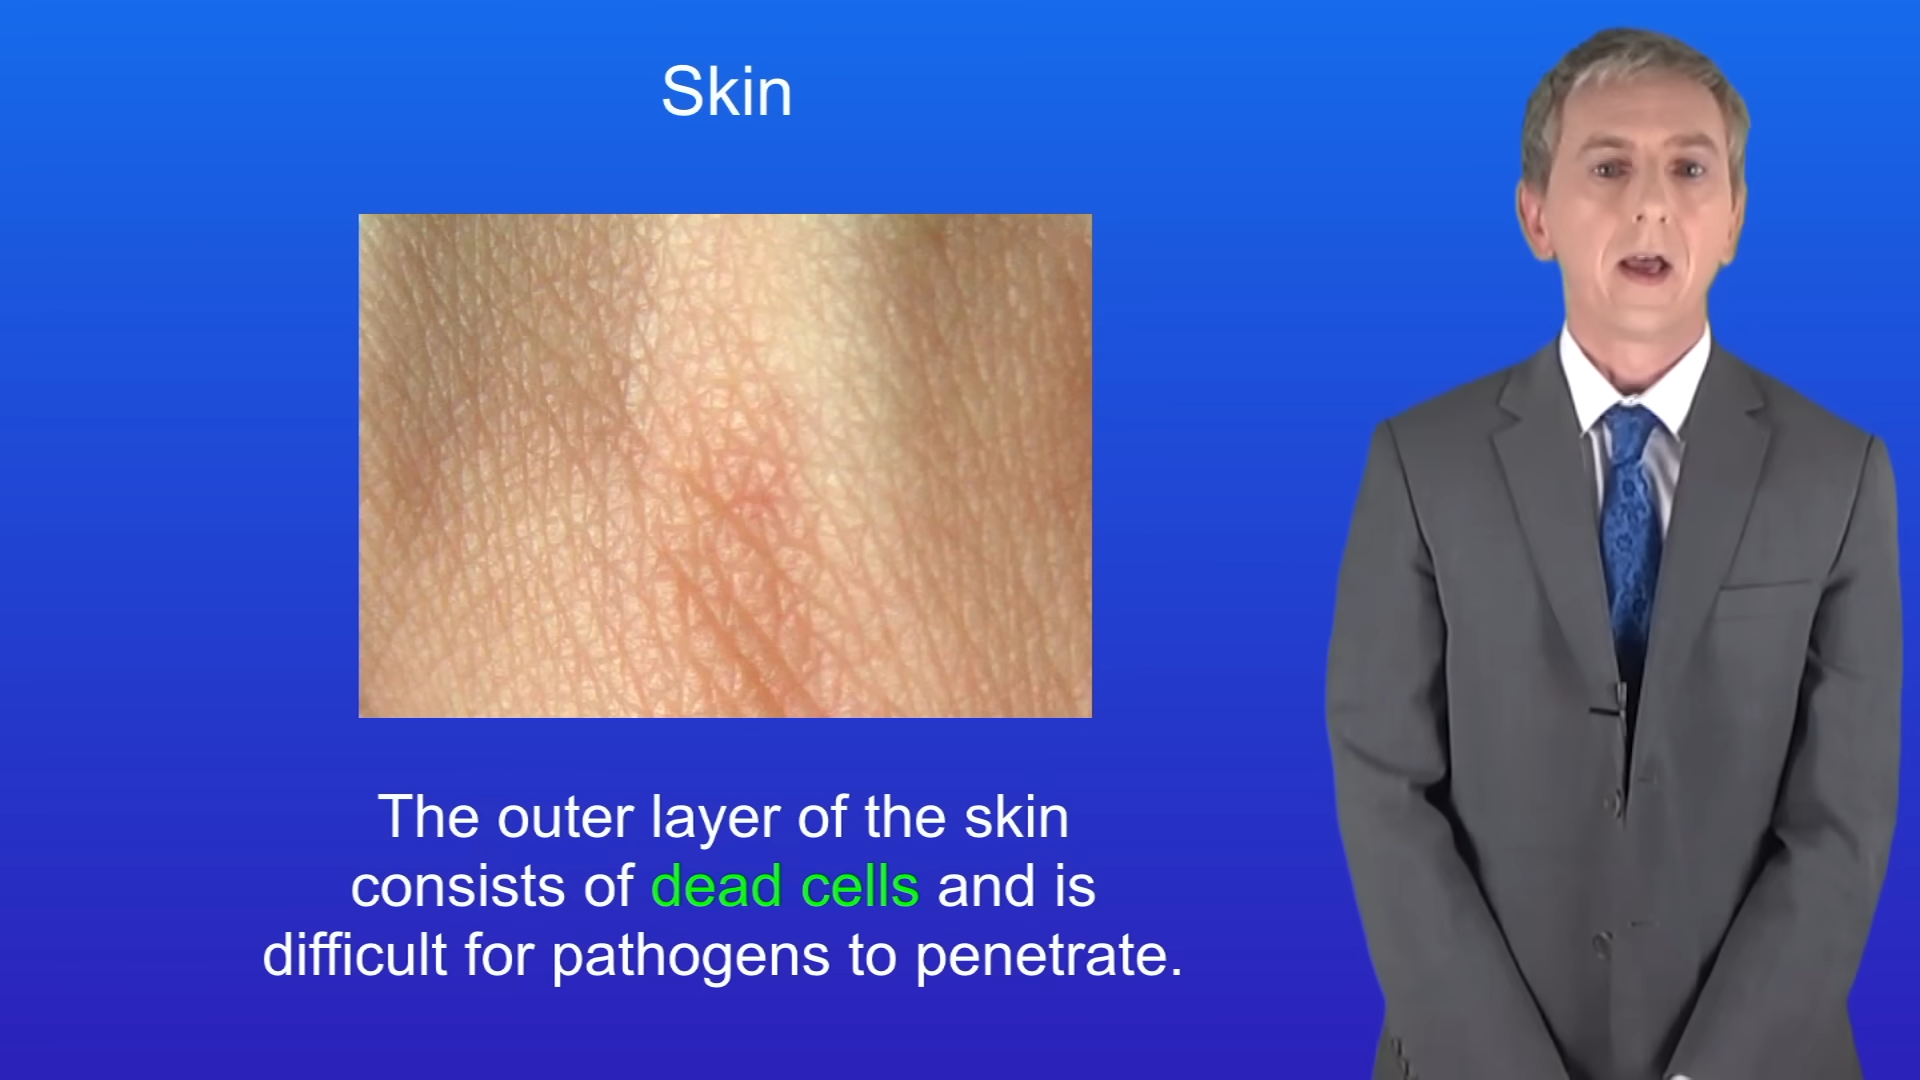 Skin
The outer layer of the skin
consists of dead cells and is
difficult for pathogens to penetrate.